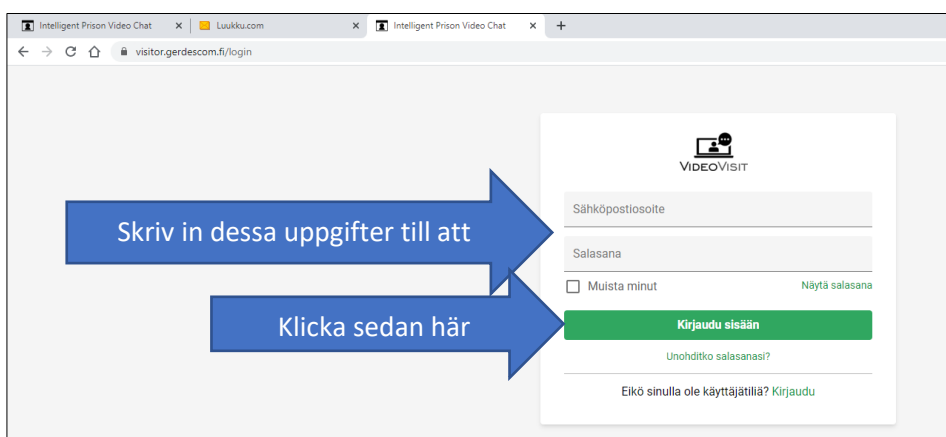 Intelligent Prison Video Chat
Luukku.com
Intelligent Prison Video Chat
visitor.gerdescom.fi/login
VIDEOVISIT
Sähköpostiosoite
Skriv in dessa uppgifter till att
Salasana
Muista minut
Näytä salasana
Klicka sedan här
Kirjaudu sisään
Unohditko salasanasi?
Eikö sinulla ole käyttäjätiliä? Kirjaudu